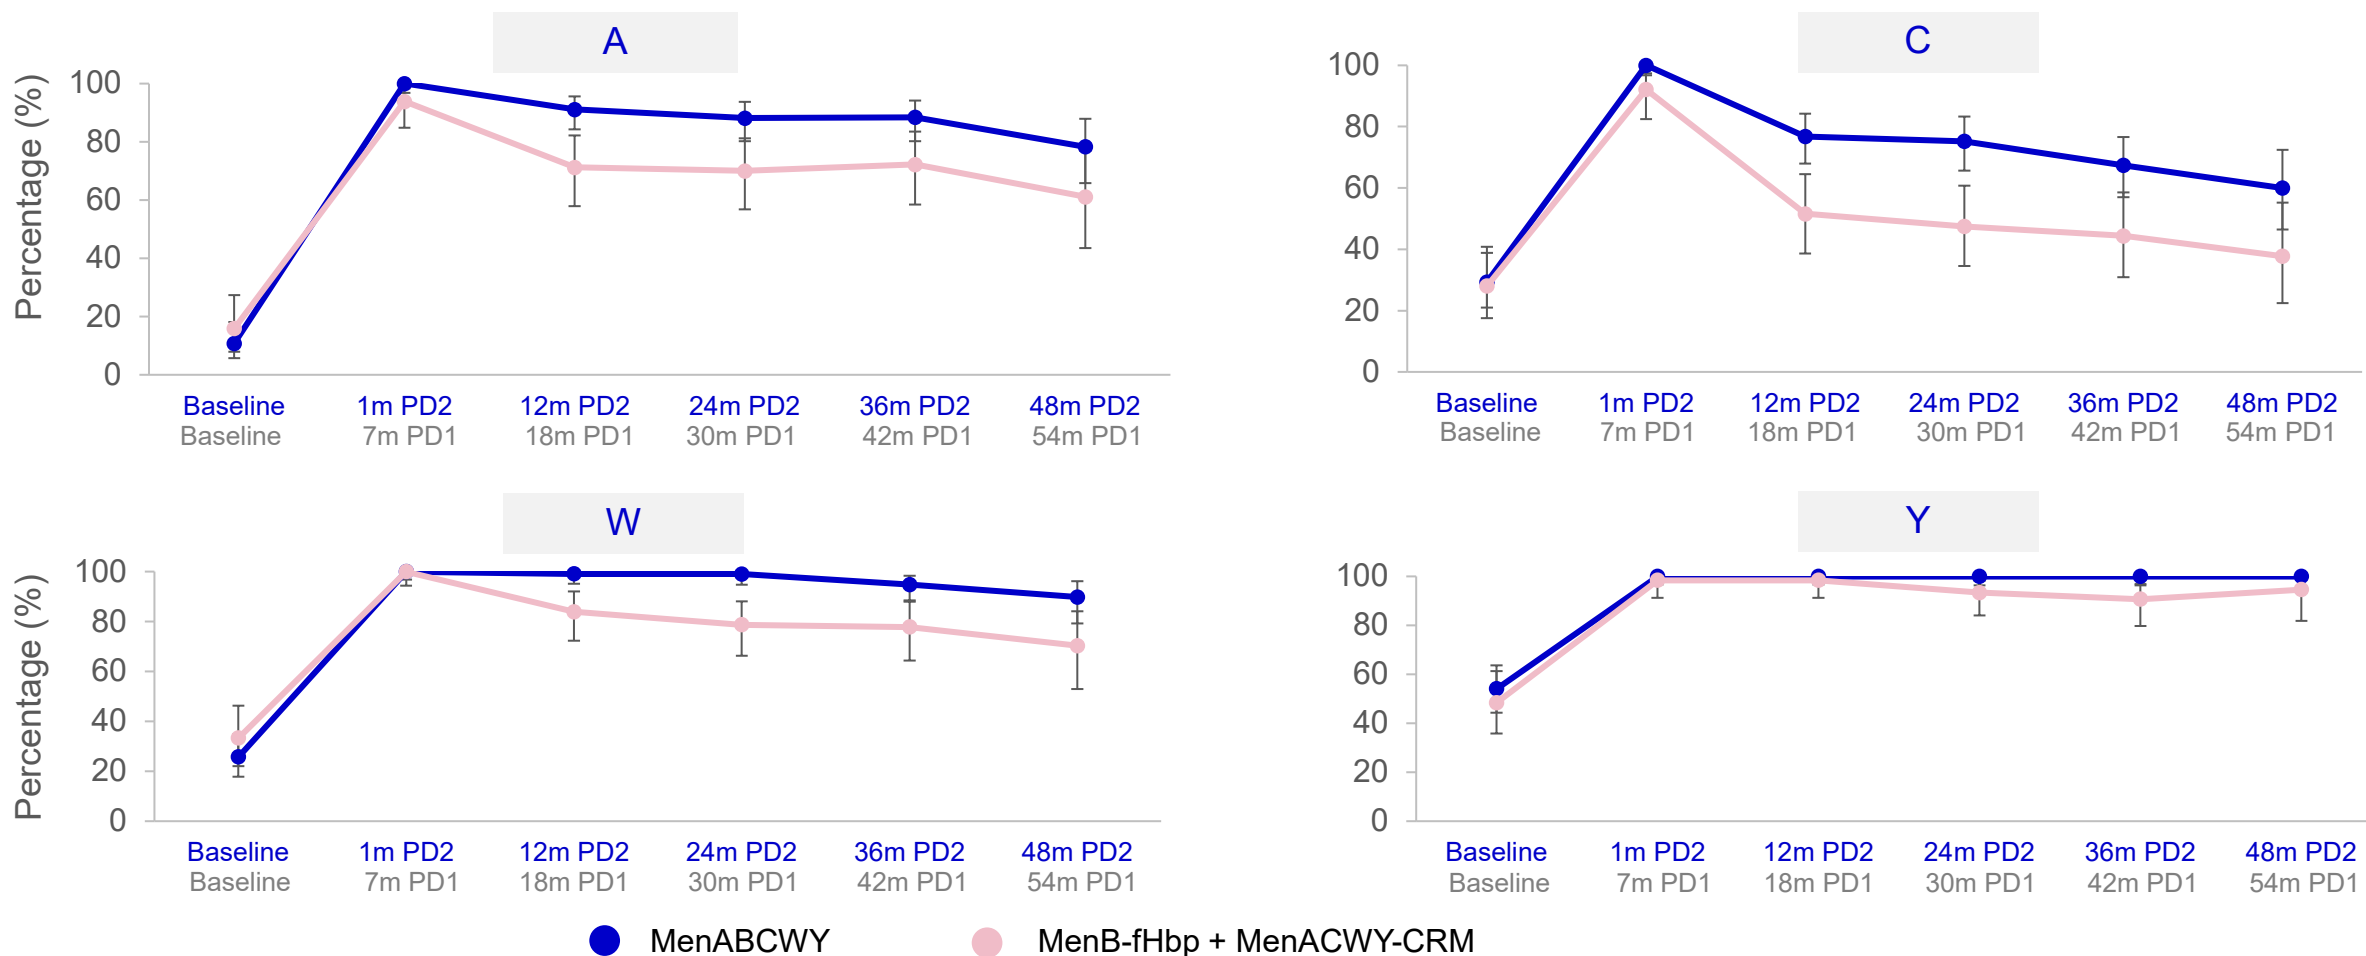 A
Percentage (%)
100
80
60
40
20
0
Baseline 1m PD2 12m PD2 24m PD2 36m PD2 48m PD2
Baseline 7m PD1 18m PD1 30m PD1 42m PD1 54m PD1
C
100
80
60
40
20
0
Baseline 1m PD2 12m PD2 24m PD2 36m PD2 48m PD2
Baseline 7m PD1 18m PD1 30m PD1 42m PD1 54m PD1
W
Percentage (%)
100
80
60
40
20
0
Baseline 1m PD2 12m PD2 24m PD2 36m PD2 48m PD2
Baseline 7m PD1 18m PD1 30m PD1 42m PD1 54m PD1
Y
100
80
60
40
20
0
Baseline 1m PD2 12m PD2 24m PD2 36m PD2 48m PD2
Baseline 7m PD1 18m PD1 30m PD1 42m PD1 54m PD1
MenABCWY MenB-fHbp + MenACWY-CRM